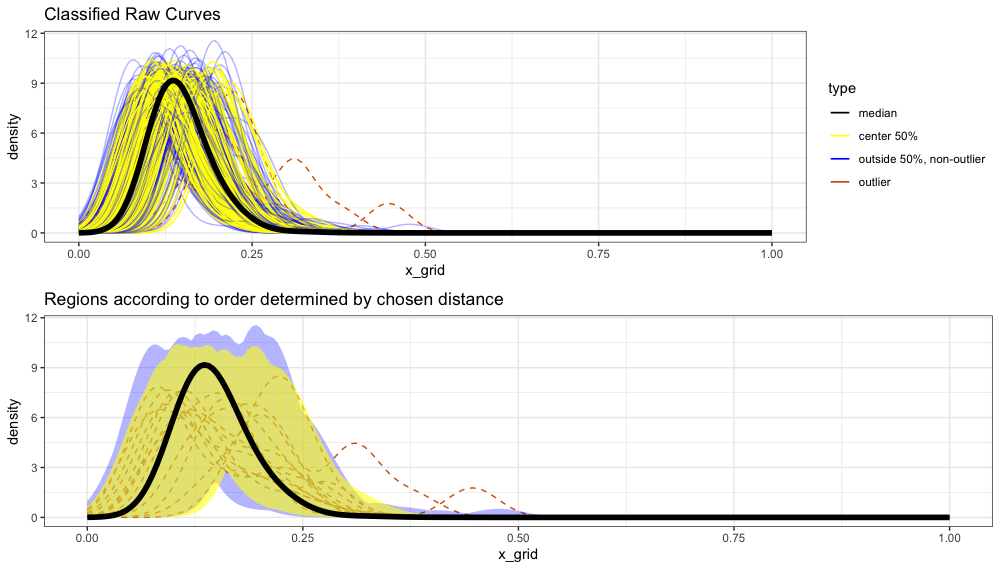 Classified Raw Curves
12
9
6
3
0
density
0.00
0.25
0.50
0.75
1.00
x_grid
type
median
center 50%
outside 50%, non-outlier
outlier
Regions according to order determined by chosen distance
12
9
6
3
0
density
0.00
0.25
0.50
0.75
1.00
x_grid